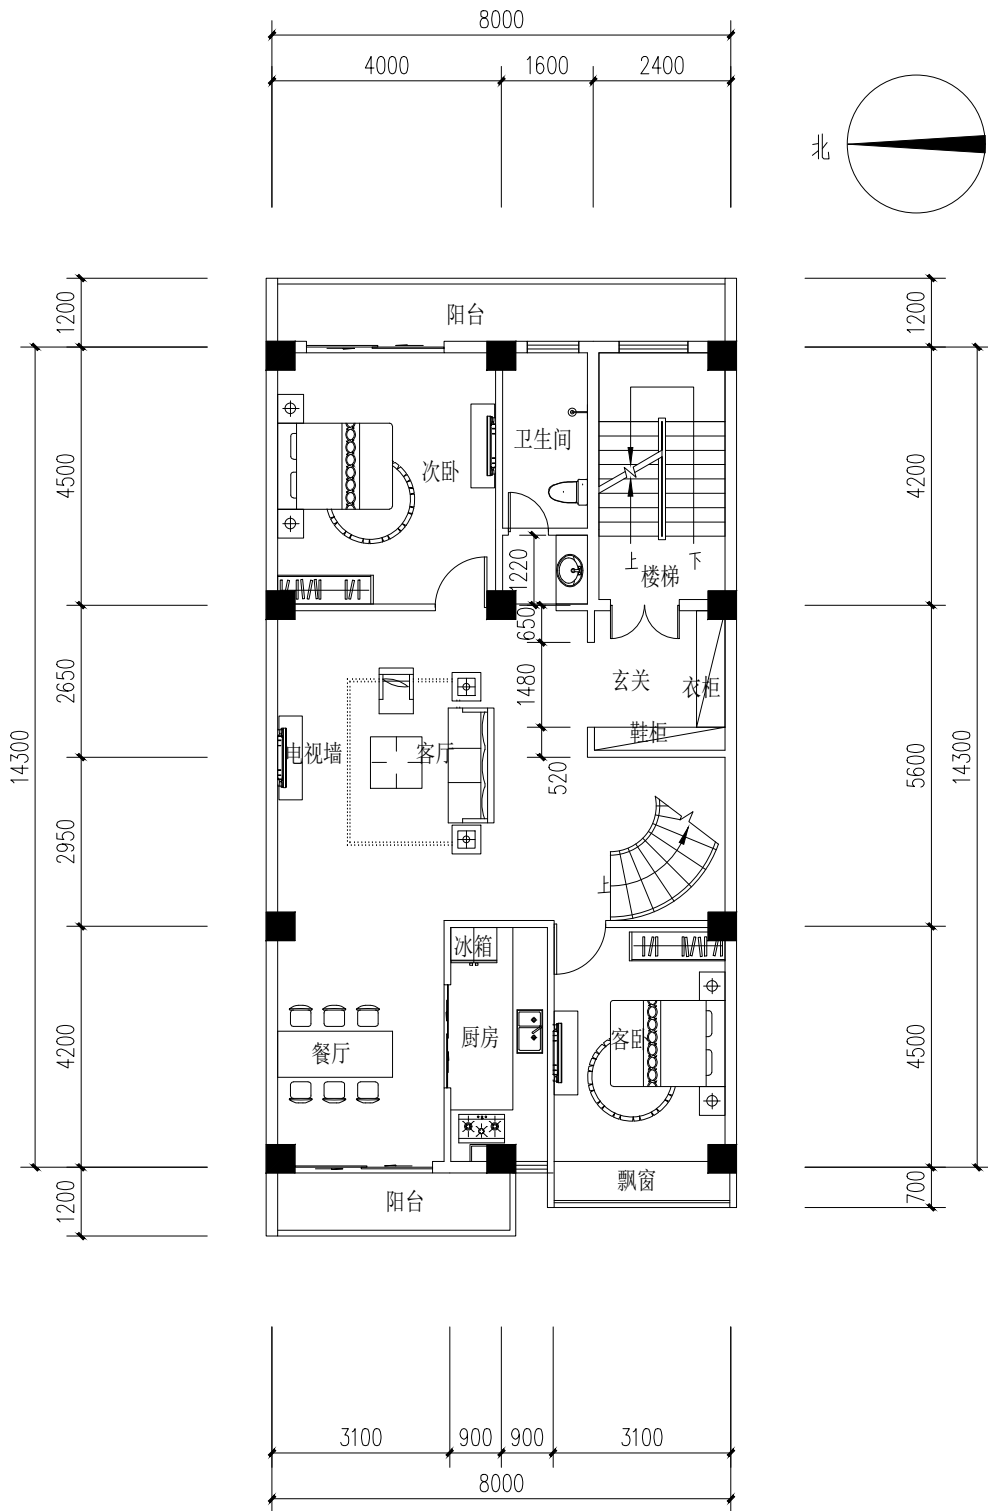 8000
4000 1600 2400
北
1200 1200
阳台
4500 4200
卫生间
次卧
上 下
1220 楼梯
650
2650 1480 玄关 衣柜
鞋柜
14300 电视墙 客厅 520 5600 14300
2950
上
冰箱
4200 厨房 客卧 4500
餐厅
飘窗
1200 阳台 700
3100 900 900 3100
8000